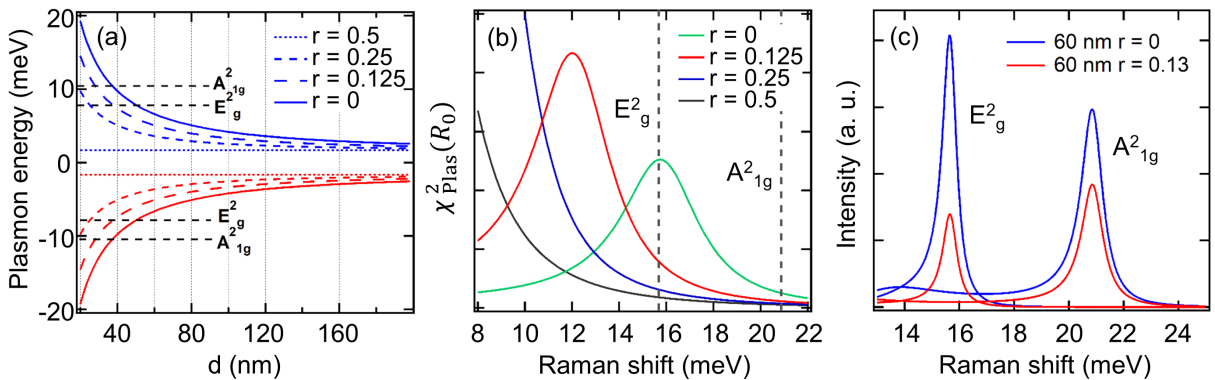 (a)
r = 0.5
r = 0.25
r = 0.125
r = 0
A²₁g
E²g
E²g
A²₁g
20
10
0
-10
-20
Plasmon energy (meV)
40
80
120
160
d (nm)
(b)
r = 0
r = 0.125
r = 0.25
r = 0.5
E²g
A²₁g
χ²Plas(R₀)
8
10
12
14
16
18
20
22
Raman shift (meV)
(c)
60 nm r = 0
60 nm r = 0.13
E²g
A²₁g
Intensity (a. u.)
14
16
18
20
22
24
Raman shift (meV)